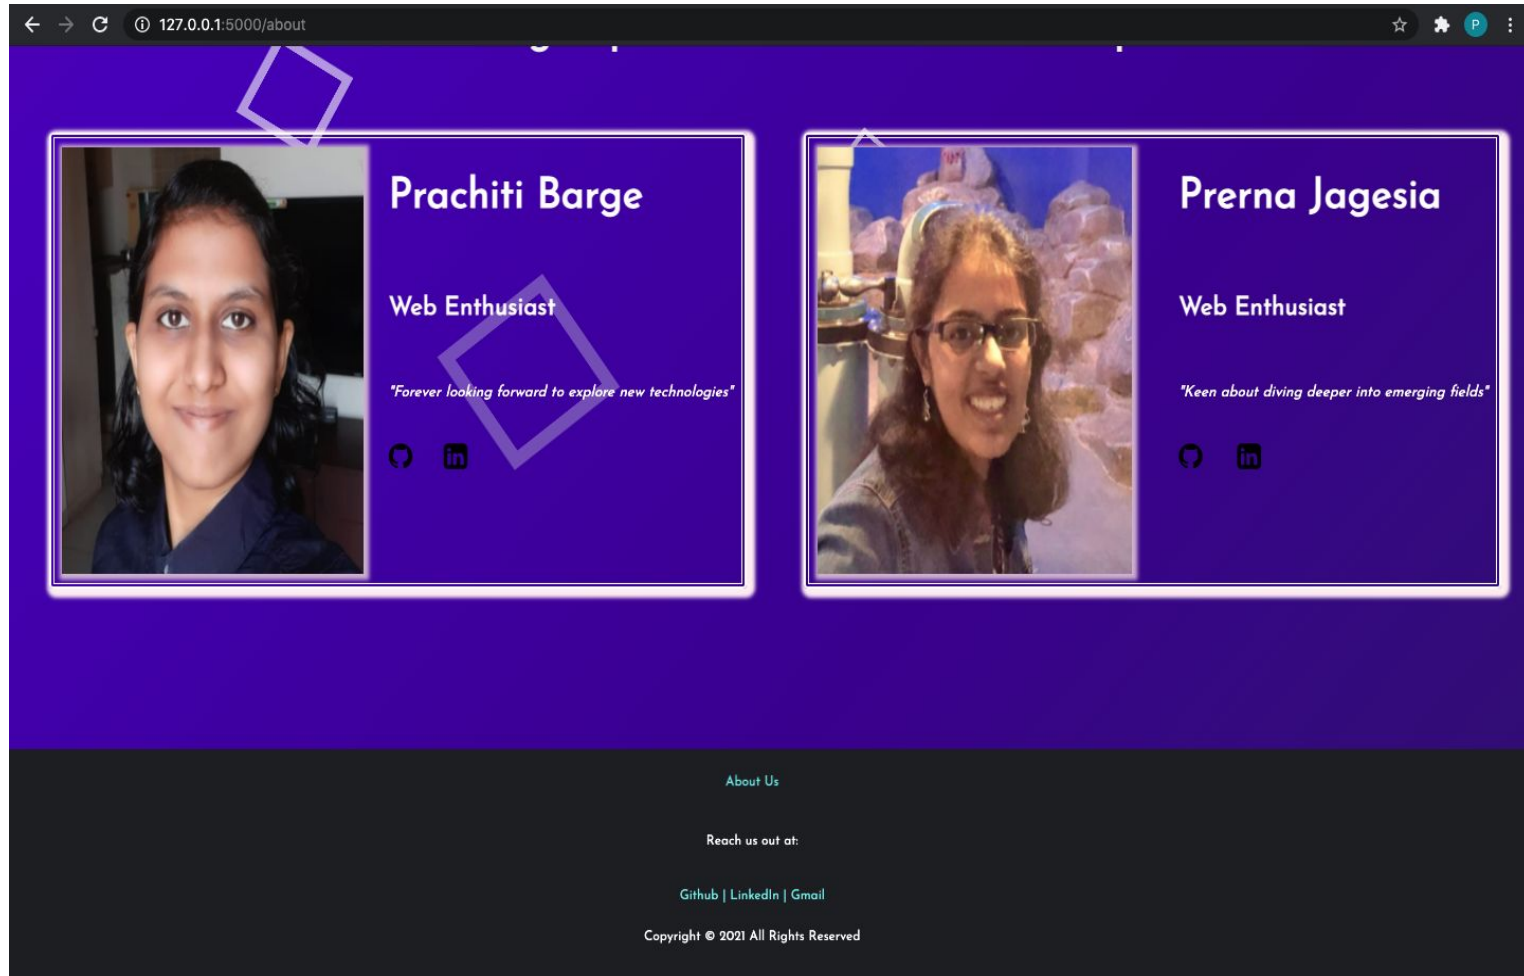 127.0.0.1:5000/about
P
Prachiti Barge
Web Enthusiast
"Forever looking forward to explore new technologies"
in
Prerna Jagesia
Web Enthusiast
"Keen about diving deeper into emerging fields"
in
About Us
Reach us out at:
Github | LinkedIn | Gmail
Copyright © 2021 All Rights Reserved